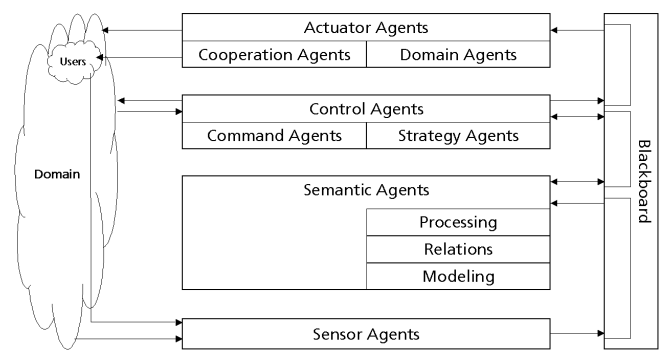 Actuator Agents
Cooperation Agents
Domain Agents
Users
Control Agents
Command Agents
Strategy Agents
Domain
Semantic Agents
Processing
Relations
Modeling
Sensor Agents
Blackboard